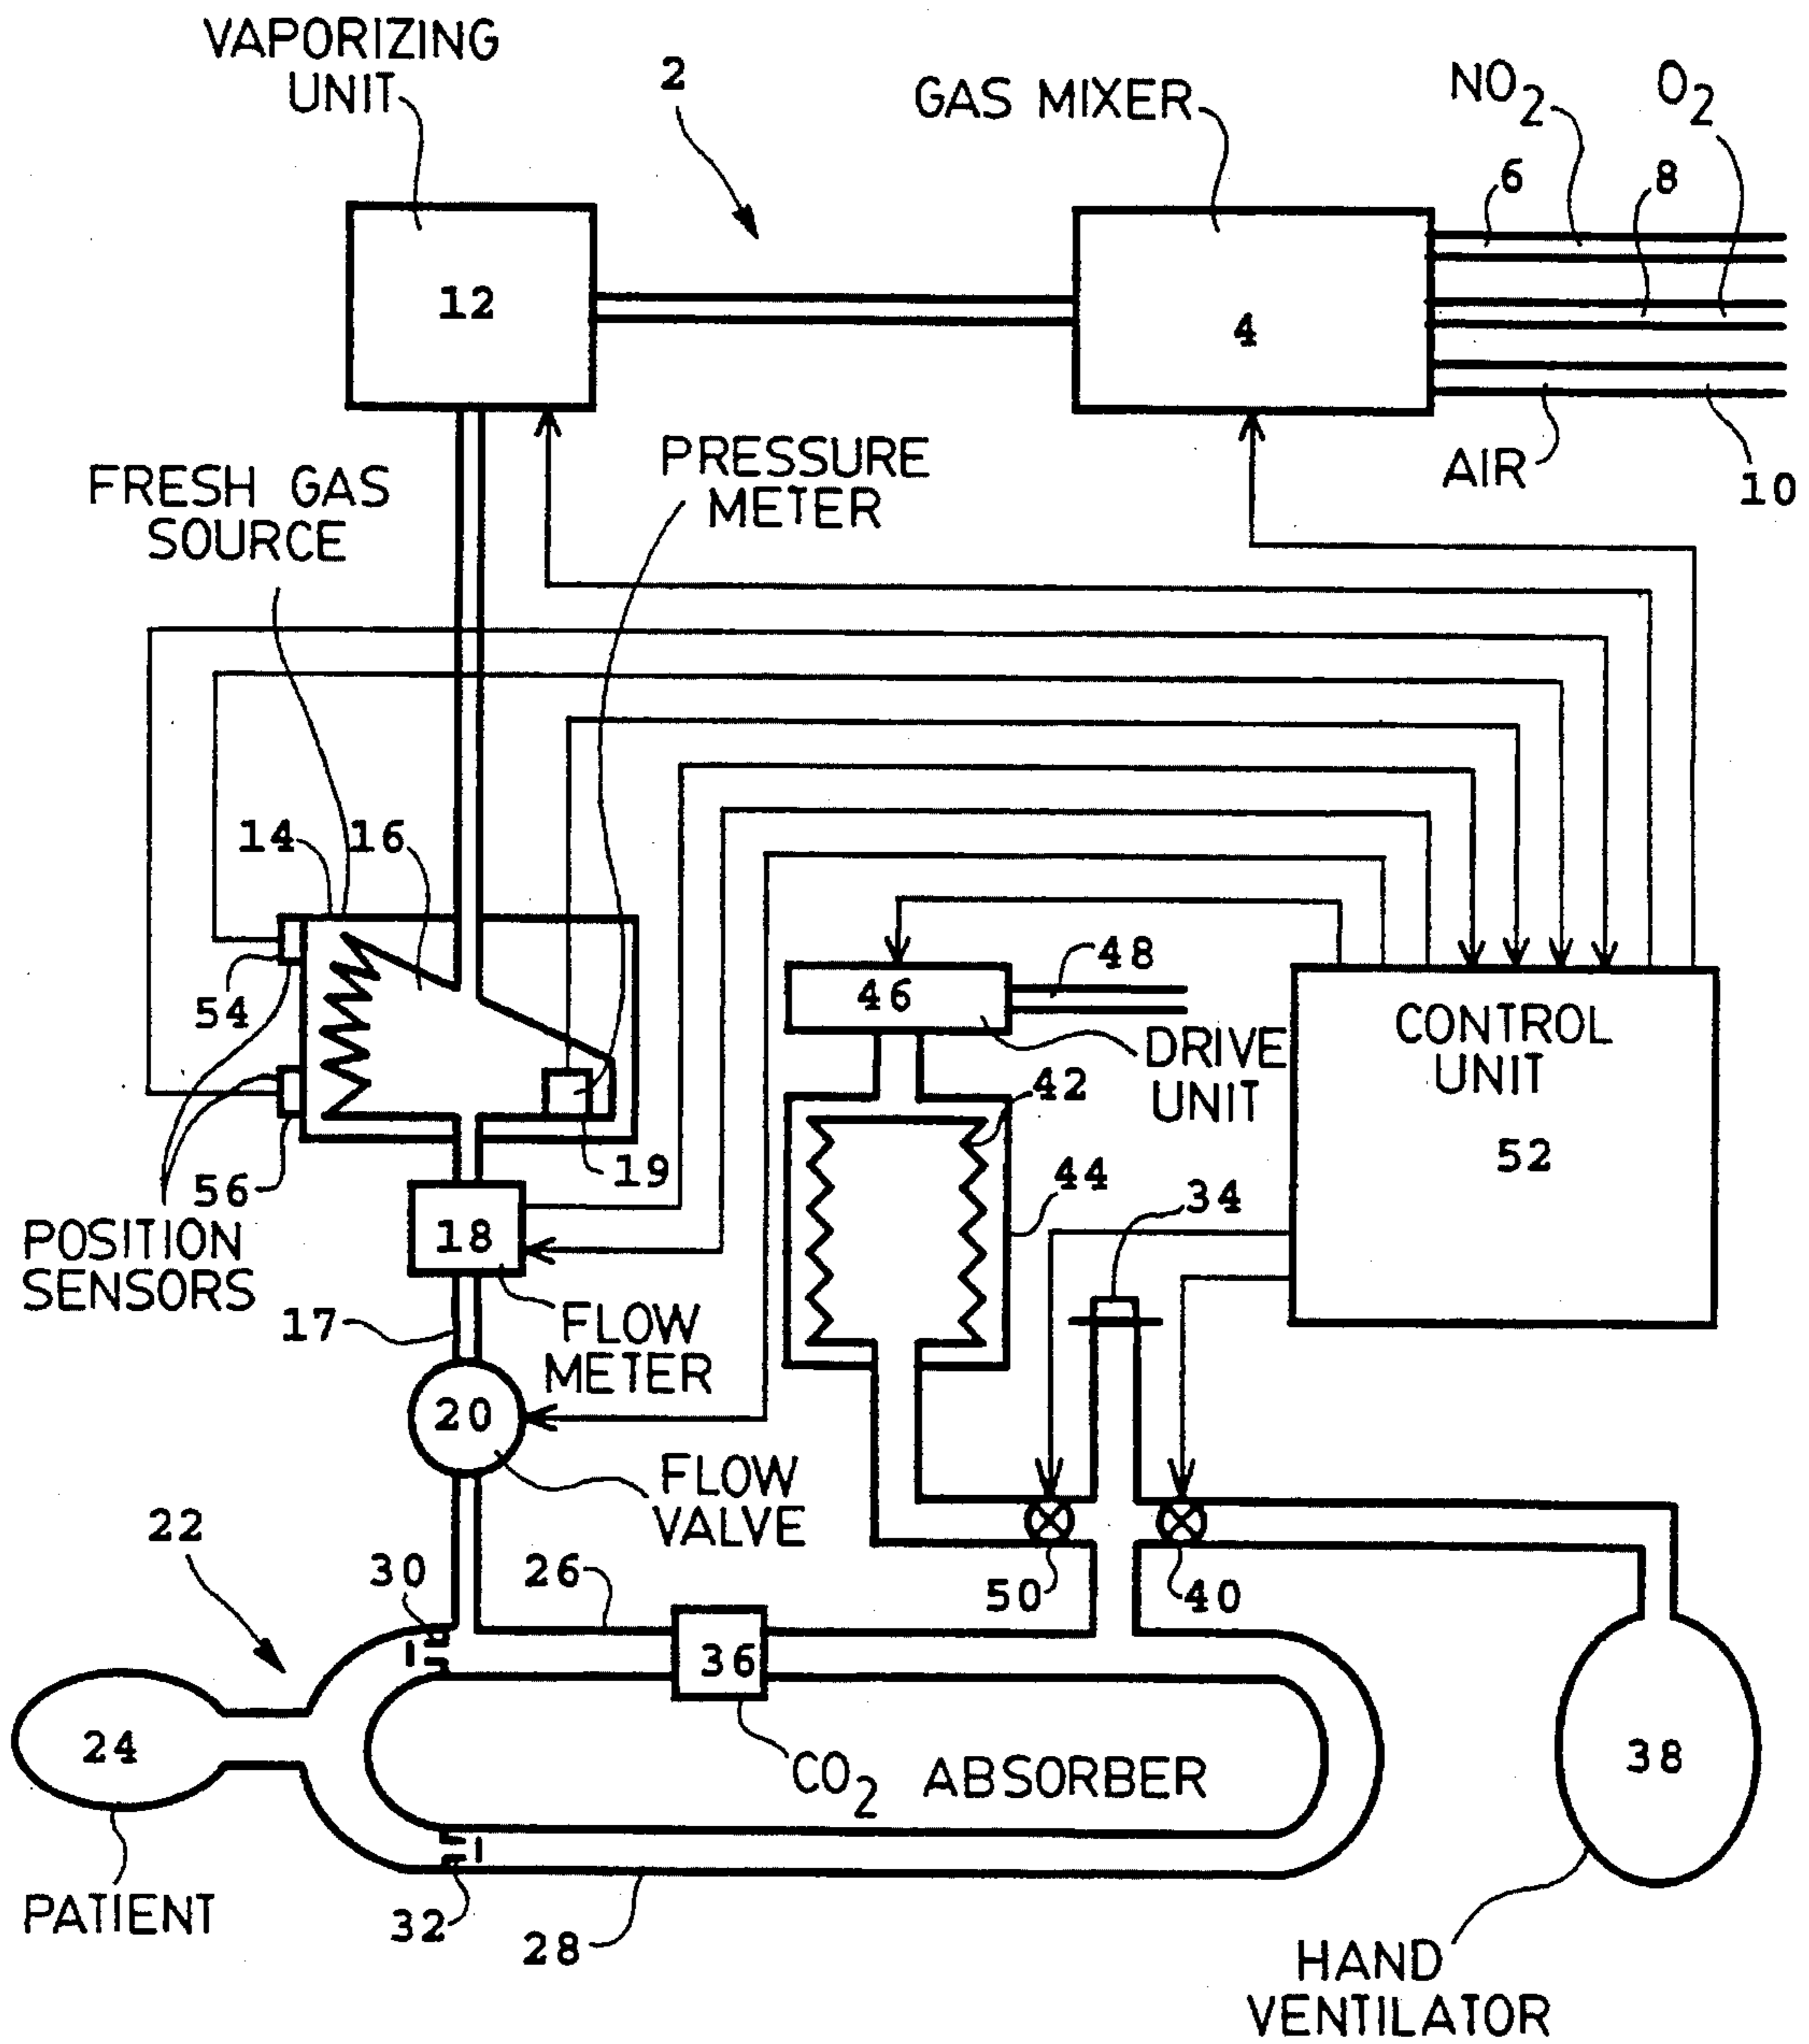 VAPORIZING
UNIT
2
GAS MIXER
NO2
O2
6
8
12
4
AIR
10
FRESH GAS
SOURCE
PRESSURE
METER
14
16
54
56
POSITION
SENSORS
19
18
17
FLOW
METER
20
FLOW
VALVE
46
48
DRIVE
UNIT
42
44
34
CONTROL
UNIT
52
50
40
22
30
26
36
24
CO2 ABSORBER
38
PATIENT
32
28
HAND
VENTILATOR